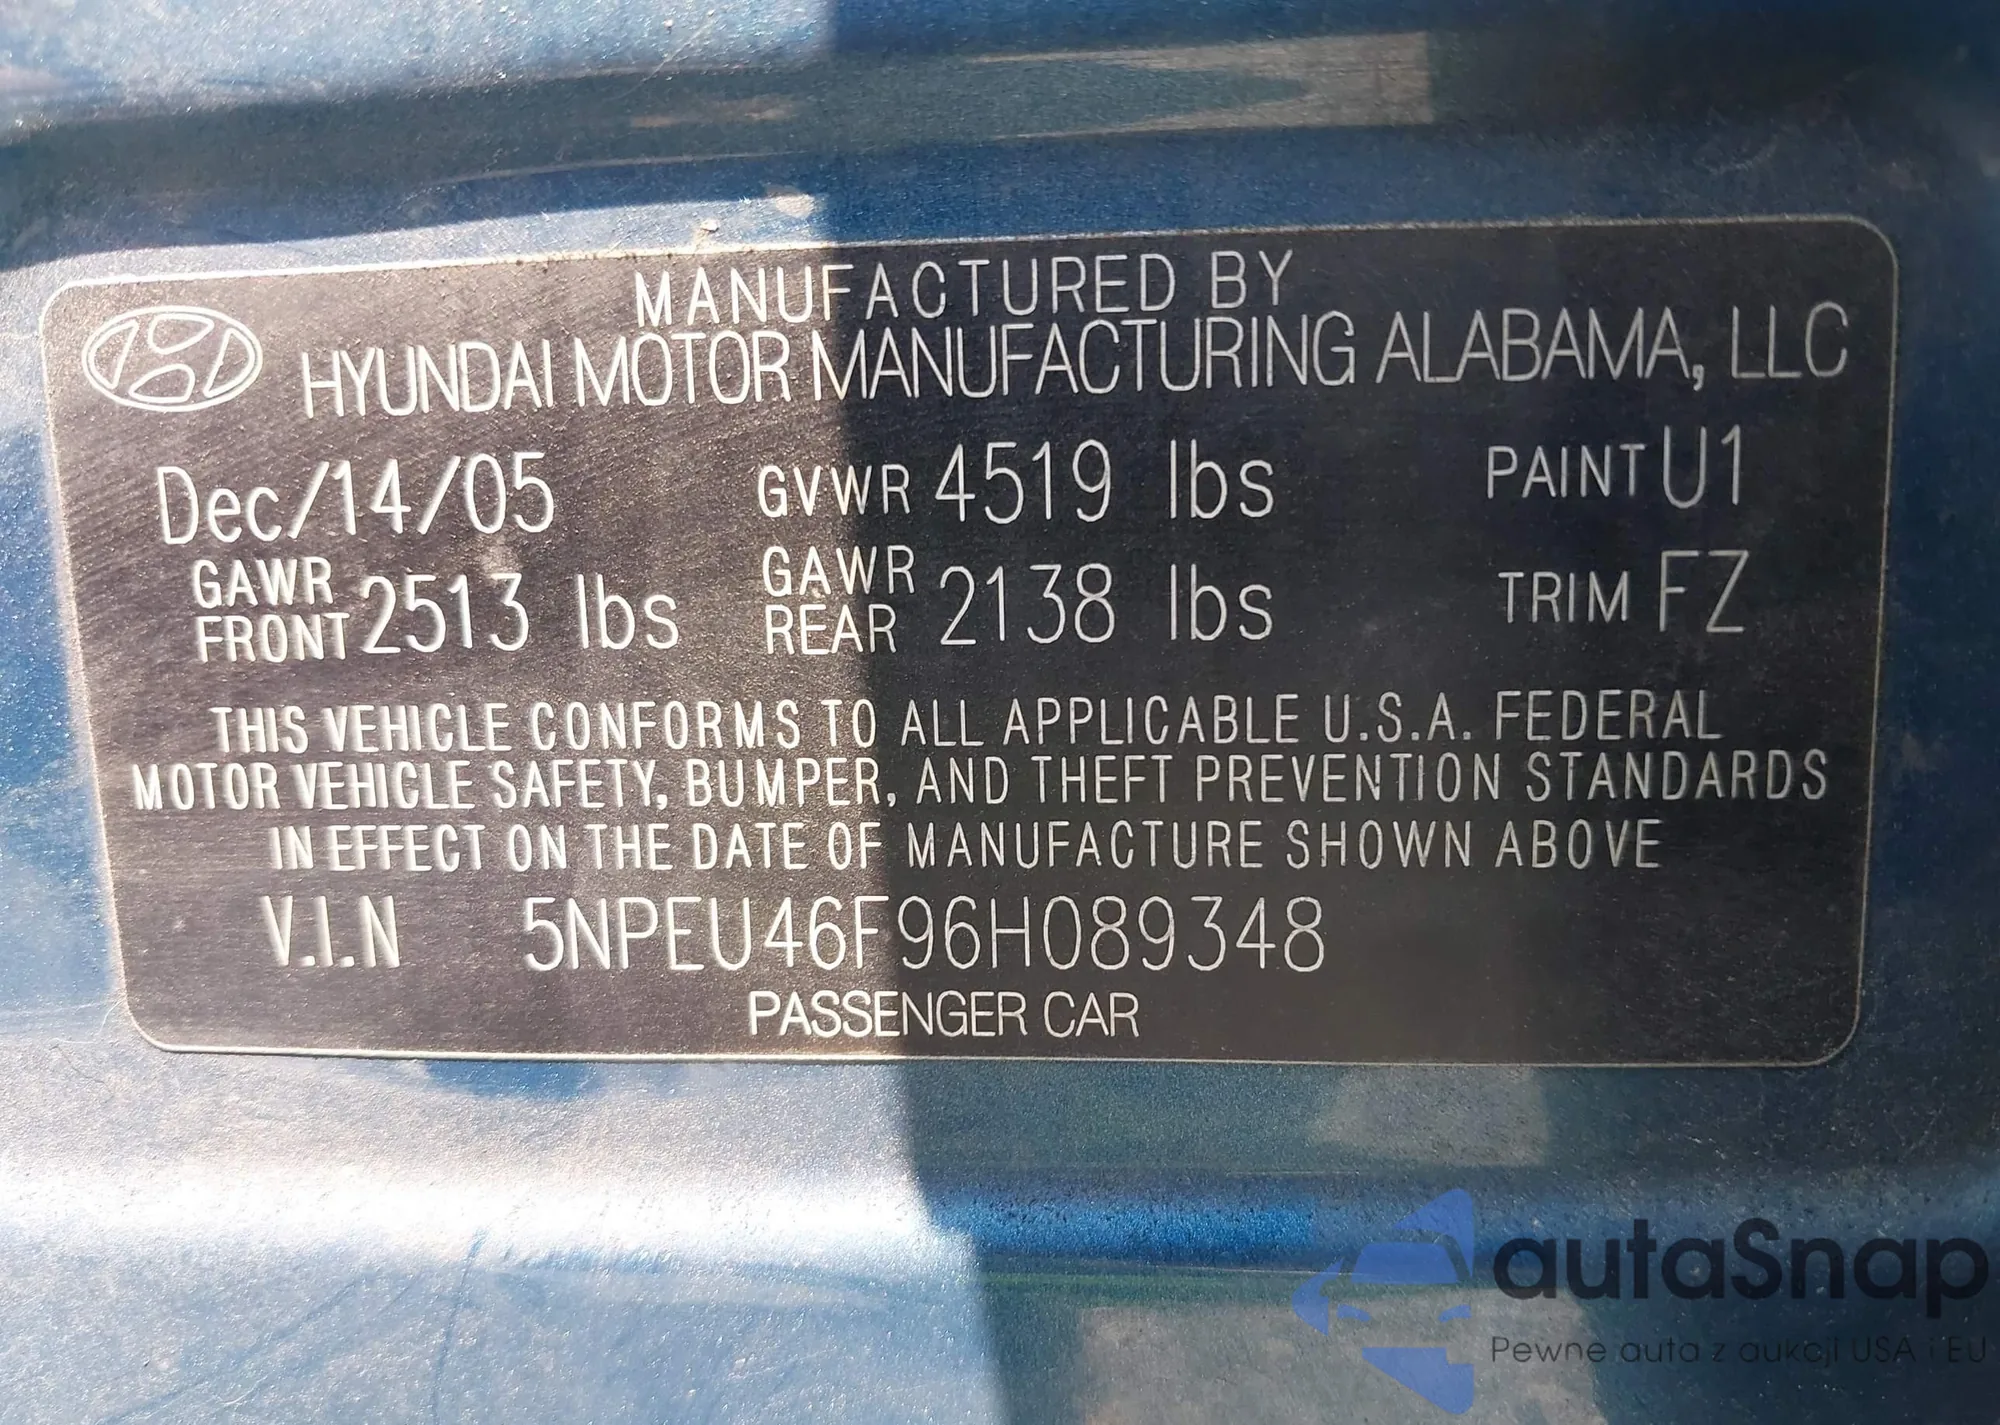 MANUFACTURED BY
HYUNDAI MOTOR MANUFACTURING ALABAMA, LLC
Dec/14/05 GVWR 4519 lbs PAINT U1
GAWR FRONT 2513 lbs GAWR REAR 2138 lbs TRIM FZ
THIS VEHICLE CONFORMS TO ALL APPLICABLE U.S.A. FEDERAL
MOTOR VEHICLE SAFETY, BUMPER, AND THEFT PREVENTION STANDARDS
IN EFFECT ON THE DATE OF MANUFACTURE SHOWN ABOVE
V.I.N 5NPEU46F96H089348
PASSENGER CAR
autaSnap
Pewne auta z aukcji USA i EU